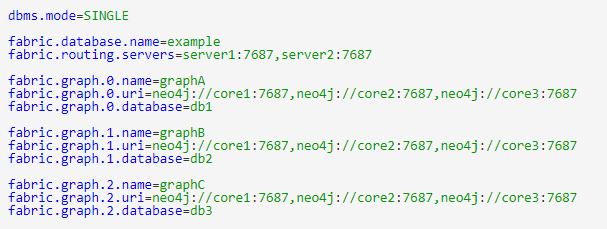 dbms.mode=SINGLE
fabric.database.name=example
fabric.routing.servers=server1:7687,server2:7687
fabric.graph.0.name=graphA
fabric.graph.0.uri=neo4j://core1:7687,neo4j://core2:7687,neo4j://core3:7687
fabric.graph.0.database=db1
fabric.graph.1.name=graphB
fabric.graph.1.uri=neo4j://core1:7687,neo4j://core2:7687,neo4j://core3:7687
fabric.graph.1.database=db2
fabric.graph.2.name=graphC
fabric.graph.2.uri=neo4j://core1:7687,neo4j://core2:7687,neo4j://core3:7687
fabric.graph.2.database=db3